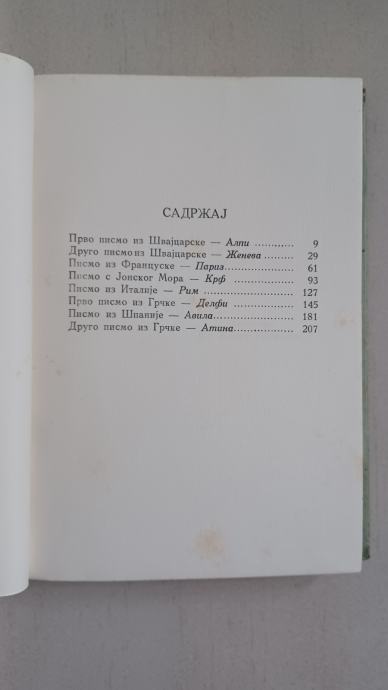 САДРЖАЈ
Прво писмо из Швајцарске — Алпи ........... 9
Друго писмо из Швајцарске — Женева ........ 29
Писмо из Француске — Париз ................ 61
Писмо с Јонског Мора — Крф ................ 93
Писмо из Италије — Рим .................... 127
Прво писмо из Грчке — Делфи ............... 145
Писмо из Шпаније — Авила .................. 181
Друго писмо из Грчке — Атина .............. 207